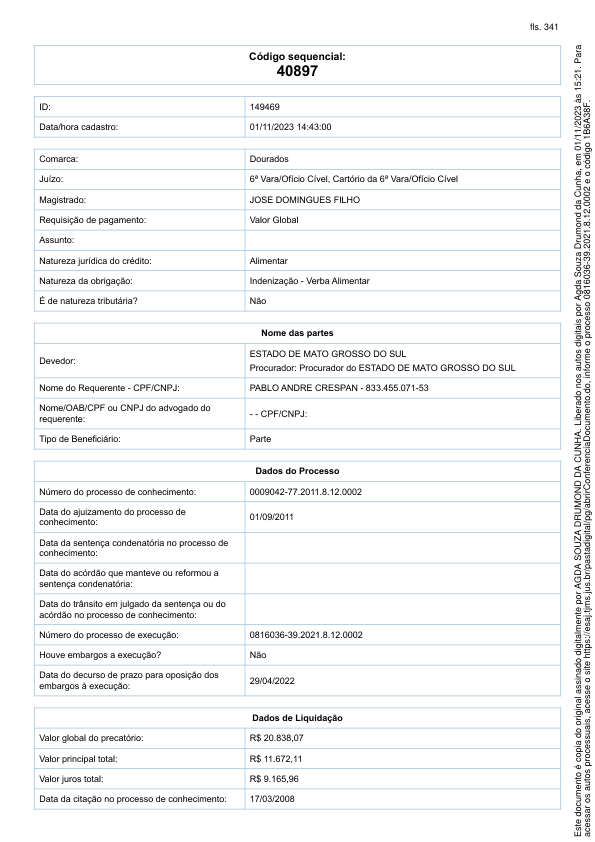 fls. 341
Código sequencial:
40897
ID: 149469
Data/hora cadastro: 01/11/2023 14:43:00
Comarca: Dourados
Juízo: 6ª Vara/Ofício Cível, Cartório da 6ª Vara/Ofício Cível
Magistrado: JOSE DOMINGUES FILHO
Requisição de pagamento: Valor Global
Assunto:
Natureza jurídica do crédito: Alimentar
Natureza da obrigação: Indenização - Verba Alimentar
É de natureza tributária? Não
Nome das partes
Devedor: ESTADO DE MATO GROSSO DO SUL
Procurador: Procurador do ESTADO DE MATO GROSSO DO SUL
Nome do Requerente - CPF/CNPJ: PABLO ANDRE CRESPAN - 833.455.071-53
Nome/OAB/CPF ou CNPJ do advogado do
requerente: - - CPF/CNPJ:
Tipo de Beneficiário: Parte
Dados do Processo
Número do processo de conhecimento: 0009042-77.2011.8.12.0002
Data do ajuizamento do processo de
conhecimento: 01/09/2011
Data da sentença condenatória no processo de
conhecimento:
Data do acórdão que manteve ou reformou a
sentença condenatória:
Data do trânsito em julgado da sentença ou do
acórdão no processo de conhecimento:
Número do processo de execução: 0816036-39.2021.8.12.0002
Houve embargos a execução? Não
Data do decurso de prazo para oposição dos
embargos à execução: 29/04/2022
Dados de Liquidação
Valor global do precatório: R$ 20.838,07
Valor principal total: R$ 11.672,11
Valor juros total: R$ 9.165,96
Data da citação no processo de conhecimento: 17/03/2008
Este documento é copia do original assinado digitalmente por AGDA SOUZA DRUMOND DA CUNHA. Liberado nos autos digitais por Agda Souza Drumond da Cunha, em 01/11/2023 às 15:21. Para
acessar os autos processuais, acesse o site https://esaj.tjms.jus.br/pastadigital/pg/abrirConferenciaDocumento.do, informe o processo 0816036-39.2021.8.12.0002 e o código 1B6A38F.